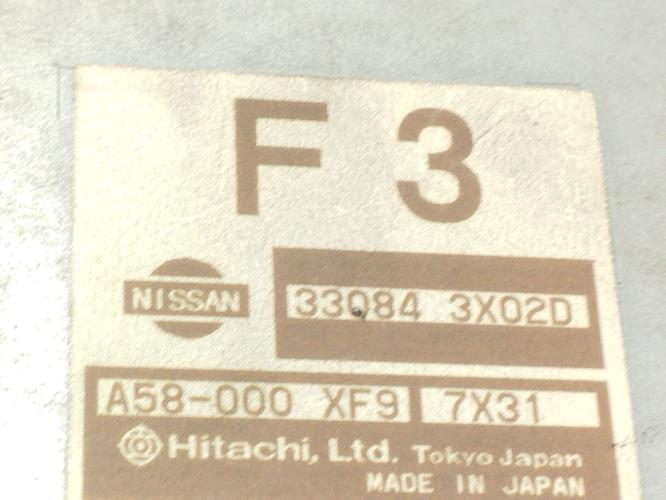 F 3
NISSAN
33084 3X02D
A58-000 XF9 7X31
Hitachi, Ltd. Tokyo Japan
MADE IN JAPAN